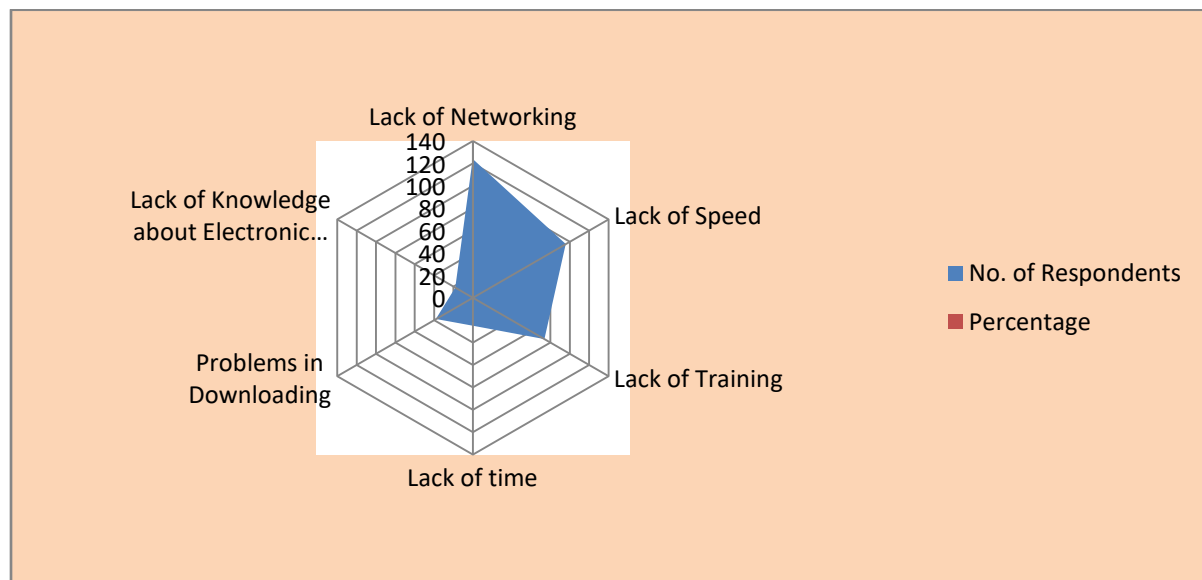 Lack of Networking
140
120
100
80
60
40
20
0
Lack of Speed
Lack of Training
Lack of time
Problems in
Downloading
Lack of Knowledge
about Electronic...
No. of Respondents
Percentage